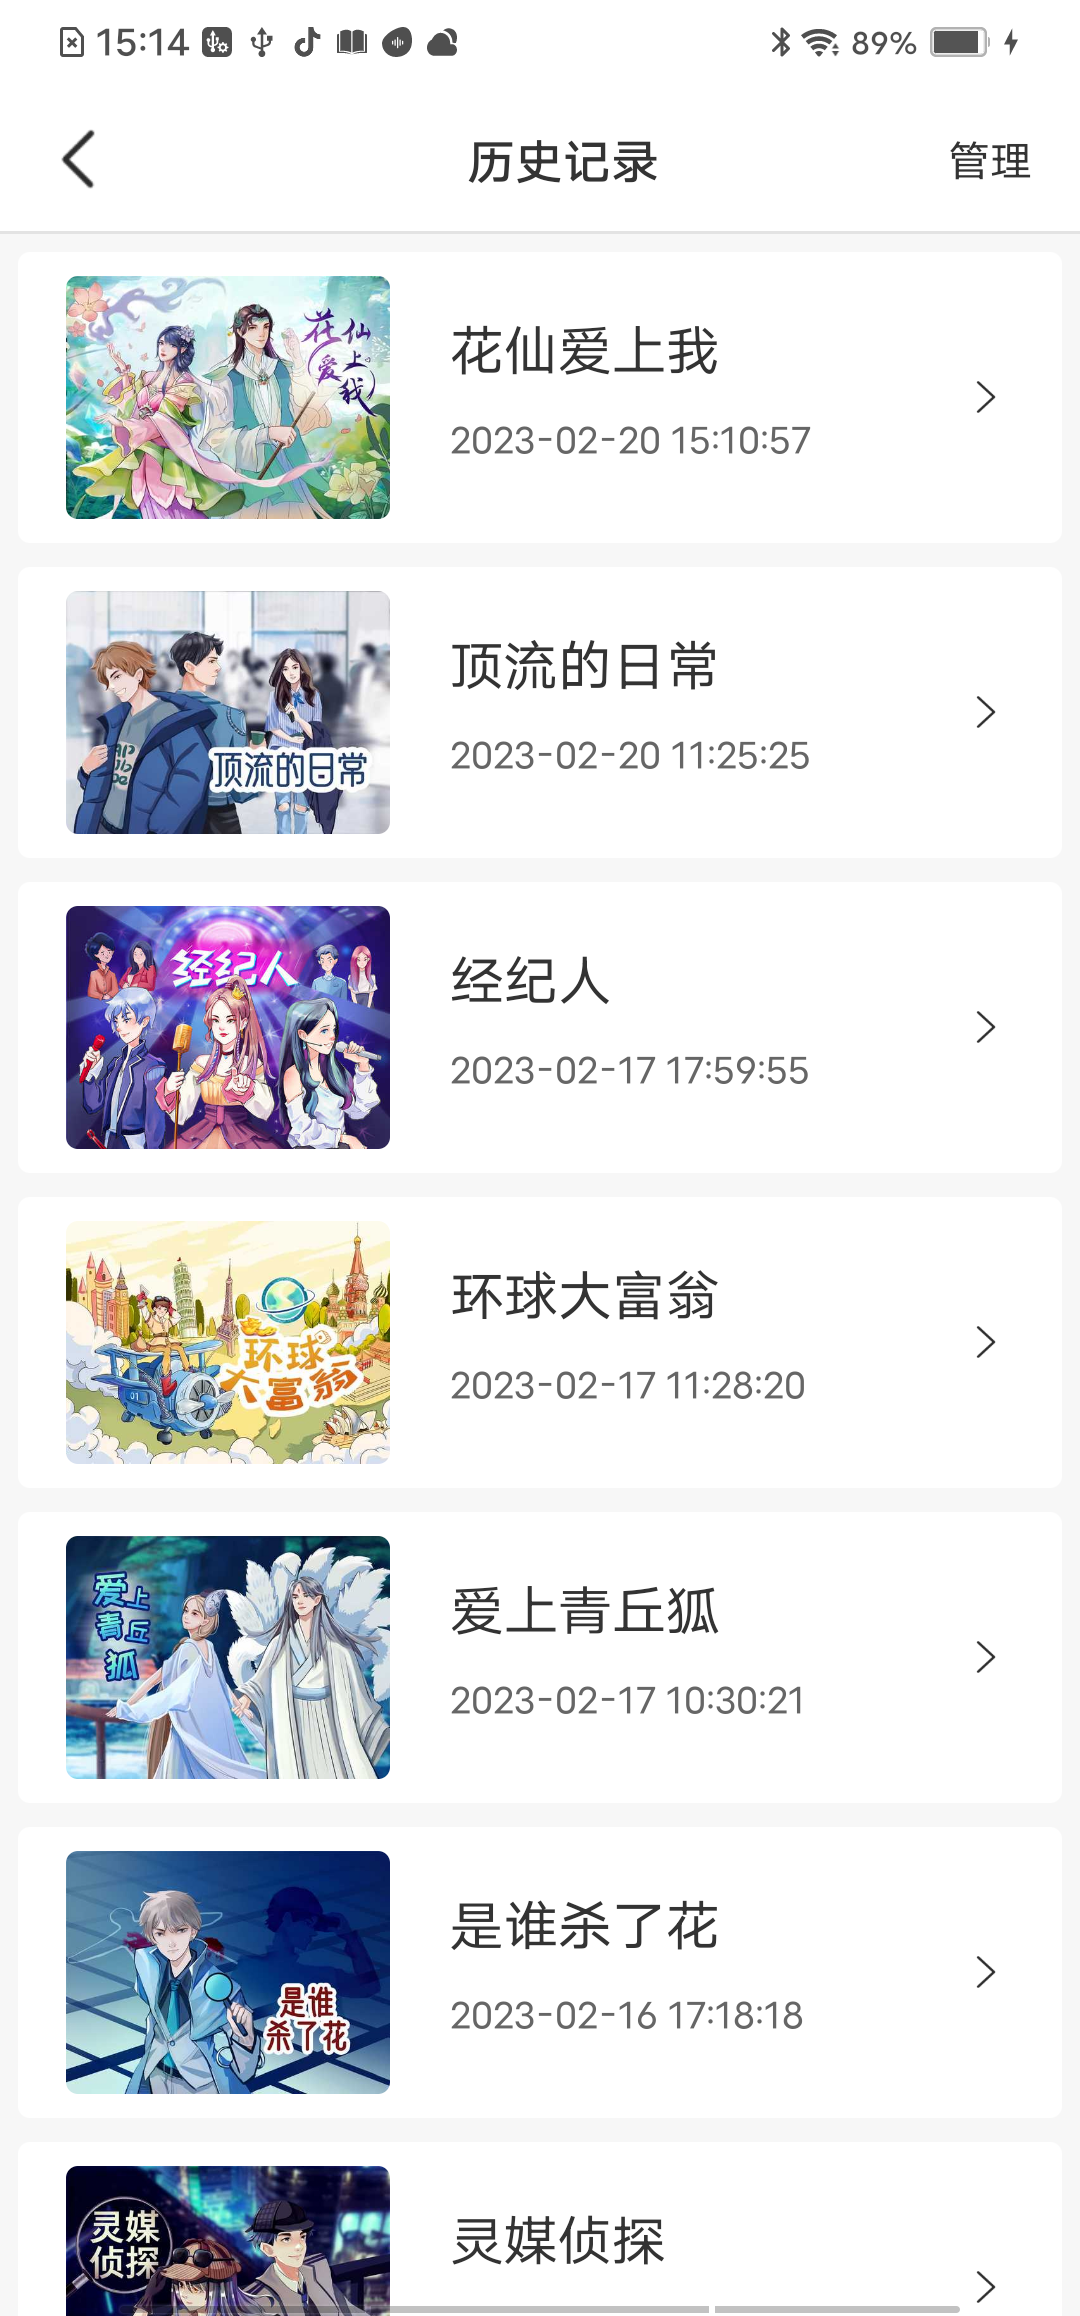 15:14
89%
历史记录
管理
花仙爱上我
花仙爱上我
2023-02-20 15:10:57
顶流的日常
顶流的日常
2023-02-20 11:25:25
经纪人
经纪人
2023-02-17 17:59:55
环球
大富翁
01
环球大富翁
2023-02-17 11:28:20
爱上
青丘
狐
爱上青丘狐
2023-02-17 10:30:21
是谁
杀了花
是谁杀了花
2023-02-16 17:18:18
灵媒
侦探
灵媒侦探